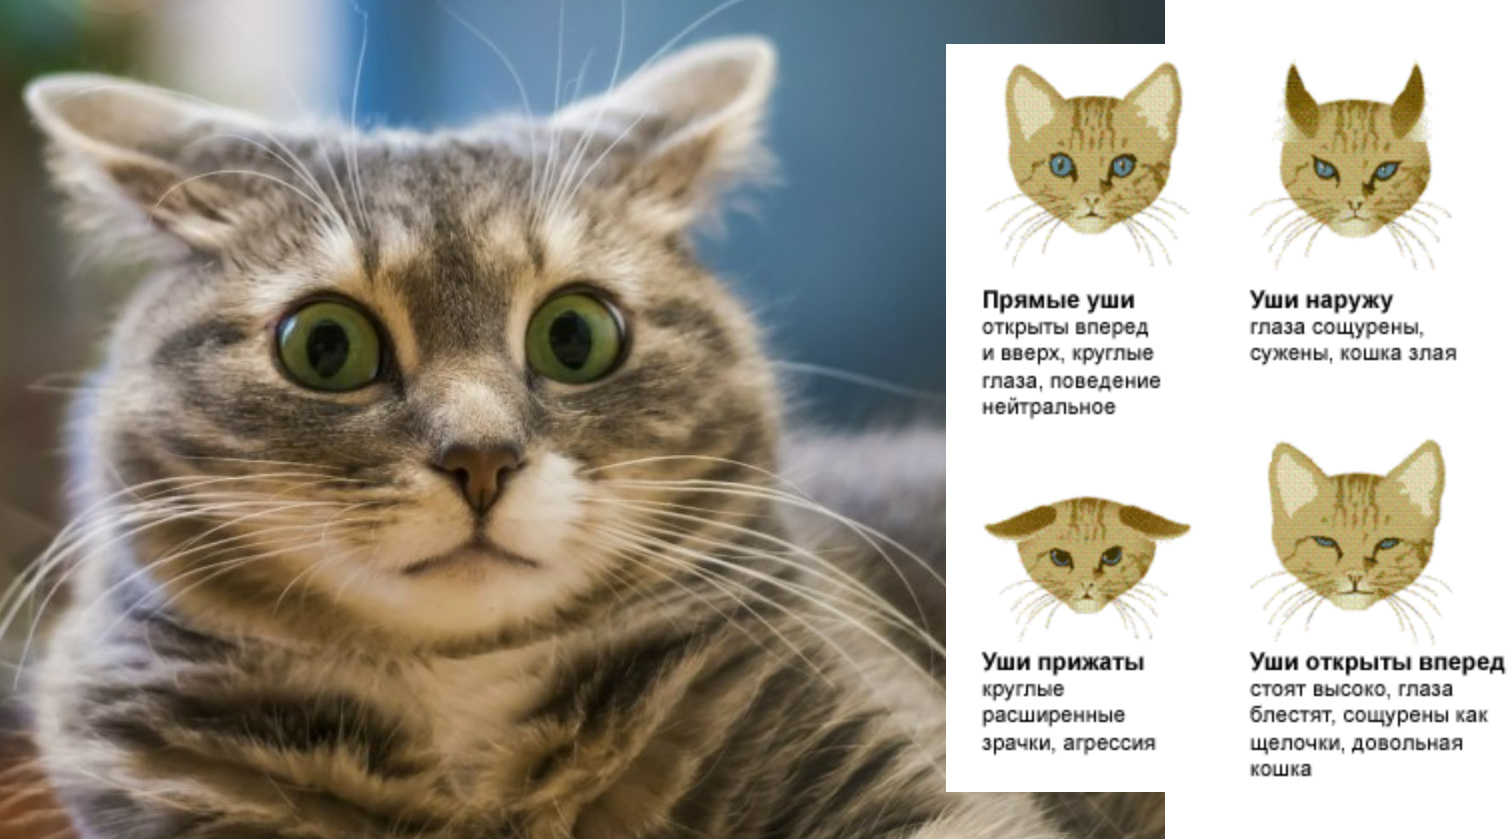 Прямые уши
открыты вперед
и вверх, круглые
глаза, поведение
нейтральное
Уши наружу
глаза сощурены,
сужены, кошка злая
Уши прижаты
круглые
расширенные
зрачки, агрессия
Уши открыты вперед
стоят высоко, глаза
блестят, сощурены как
щелочки, довольная
кошка